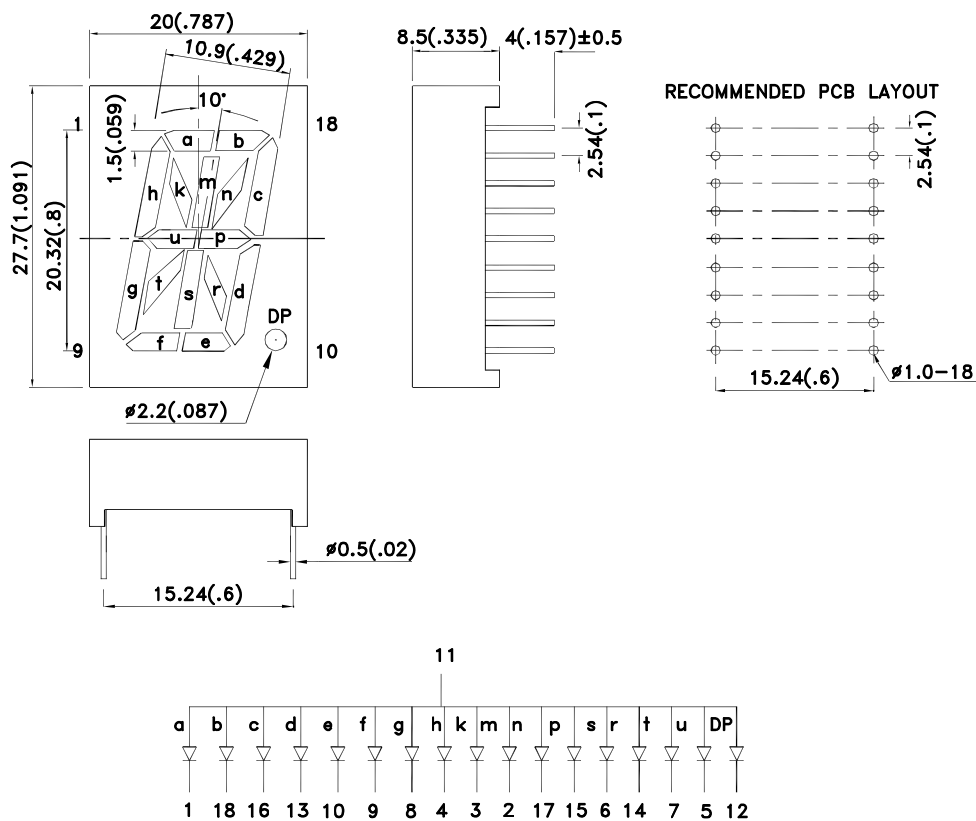 20(.787)
10.9(.429)
10°
1.5(.059)
27.7(1.091)
20.32(.8)
1
18
9
10
a
b
h
k
m
n
c
u
p
g
t
s
r
d
f
e
DP
ø2.2(.087)
8.5(.335)
4(.157)±0.5
2.54(.1)
RECOMMENDED PCB LAYOUT
2.54(.1)
15.24(.6)
ø1.0-18
ø0.5(.02)
15.24(.6)
11
a b c d e f g h k m n p s r t u DP
1 18 16 13 10 9 8 4 3 2 17 15 6 14 7 5 12